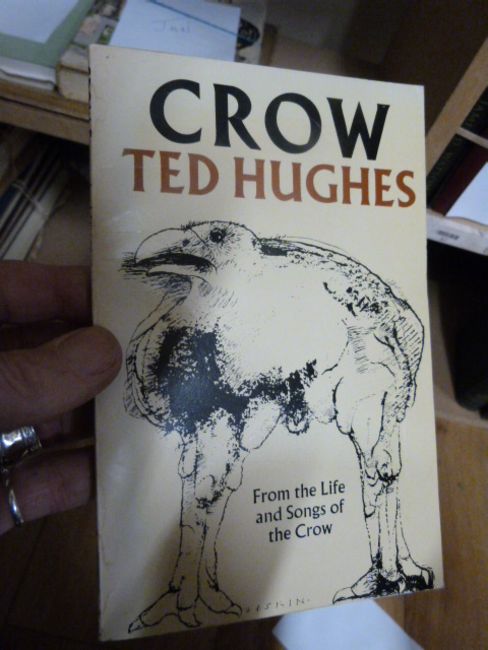 CROW
TED HUGHES
From the Life
and Songs of
the Crow